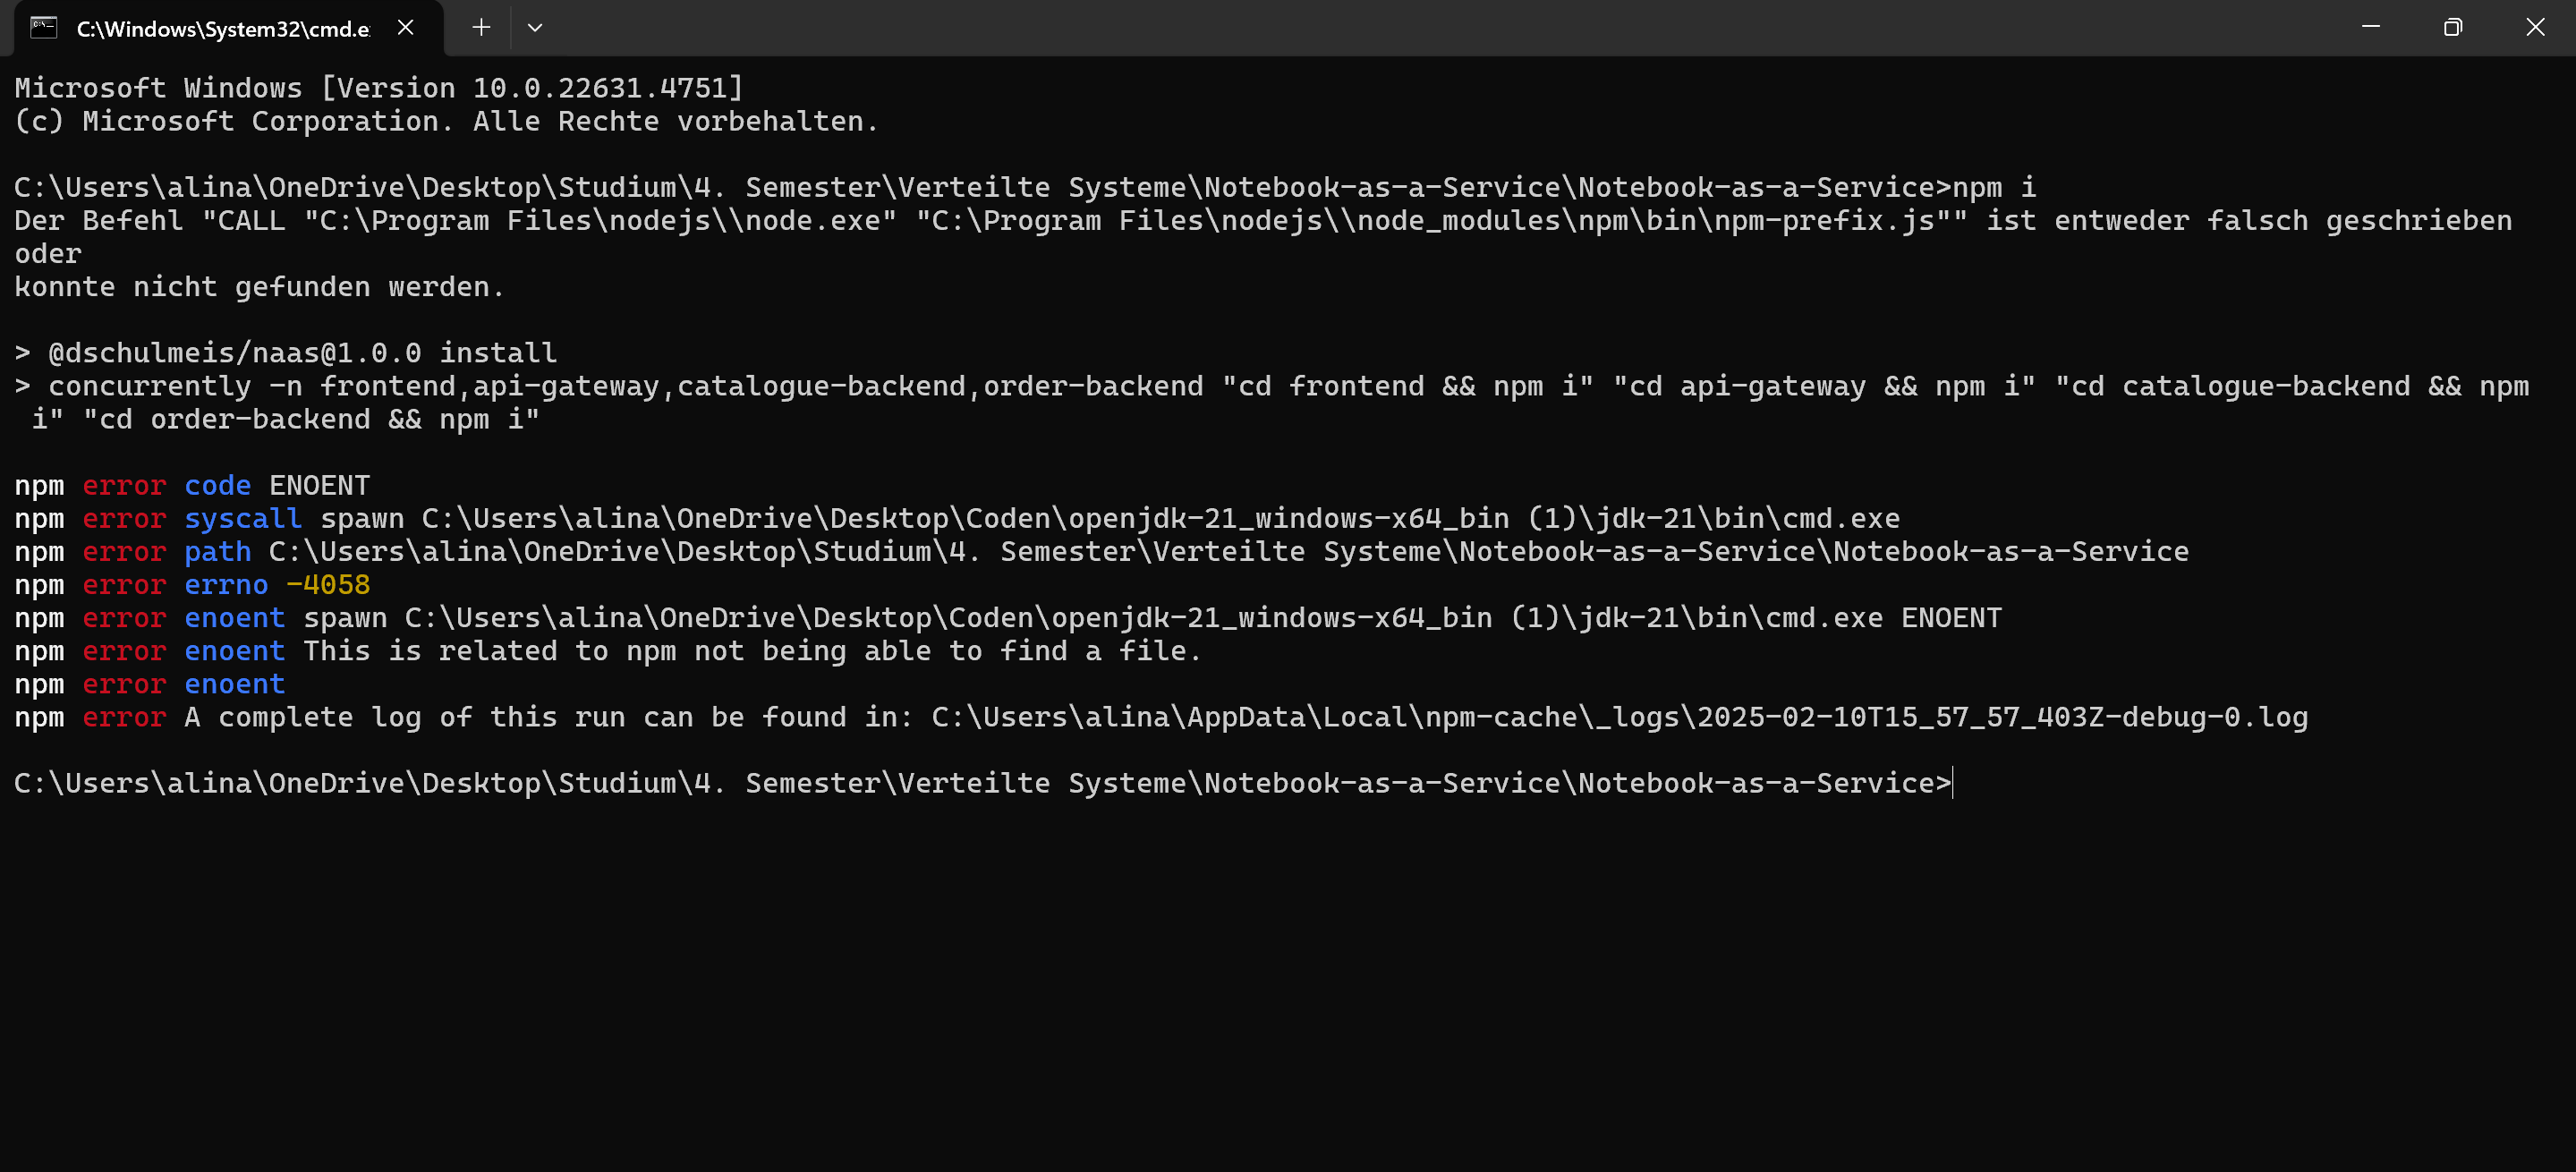 C:\Windows\System32\cmd.e
Microsoft Windows [Version 10.0.22631.4751]
(c) Microsoft Corporation. Alle Rechte vorbehalten.
C:\Users\alina\OneDrive\Desktop\Studium\4. Semester\Verteilte Systeme\Notebook-as-a-Service\Notebook-as-a-Service>npm i
Der Befehl "CALL "C:\Program Files\nodejs\\node.exe" "C:\Program Files\nodejs\\node_modules\npm\bin\npm-prefix.js"" ist entweder falsch geschrieben
oder
konnte nicht gefunden werden.
> @dschulmeis/naas@1.0.0 install
> concurrently -n frontend,api-gateway,catalogue-backend,order-backend "cd frontend && npm i" "cd api-gateway && npm i" "cd catalogue-backend && npm
i" "cd order-backend && npm i"
npm error code ENOENT
npm error syscall spawn C:\Users\alina\OneDrive\Desktop\Coden\openjdk-21_windows-x64_bin (1)\jdk-21\bin\cmd.exe
npm error path C:\Users\alina\OneDrive\Desktop\Studium\4. Semester\Verteilte Systeme\Notebook-as-a-Service\Notebook-as-a-Service
npm error errno -4058
npm error enoent spawn C:\Users\alina\OneDrive\Desktop\Coden\openjdk-21_windows-x64_bin (1)\jdk-21\bin\cmd.exe ENOENT
npm error enoent This is related to npm not being able to find a file.
npm error enoent
npm error A complete log of this run can be found in: C:\Users\alina\AppData\Local\npm-cache\_logs\2025-02-10T15_57_57_403Z-debug-0.log
C:\Users\alina\OneDrive\Desktop\Studium\4. Semester\Verteilte Systeme\Notebook-as-a-Service\Notebook-as-a-Service>